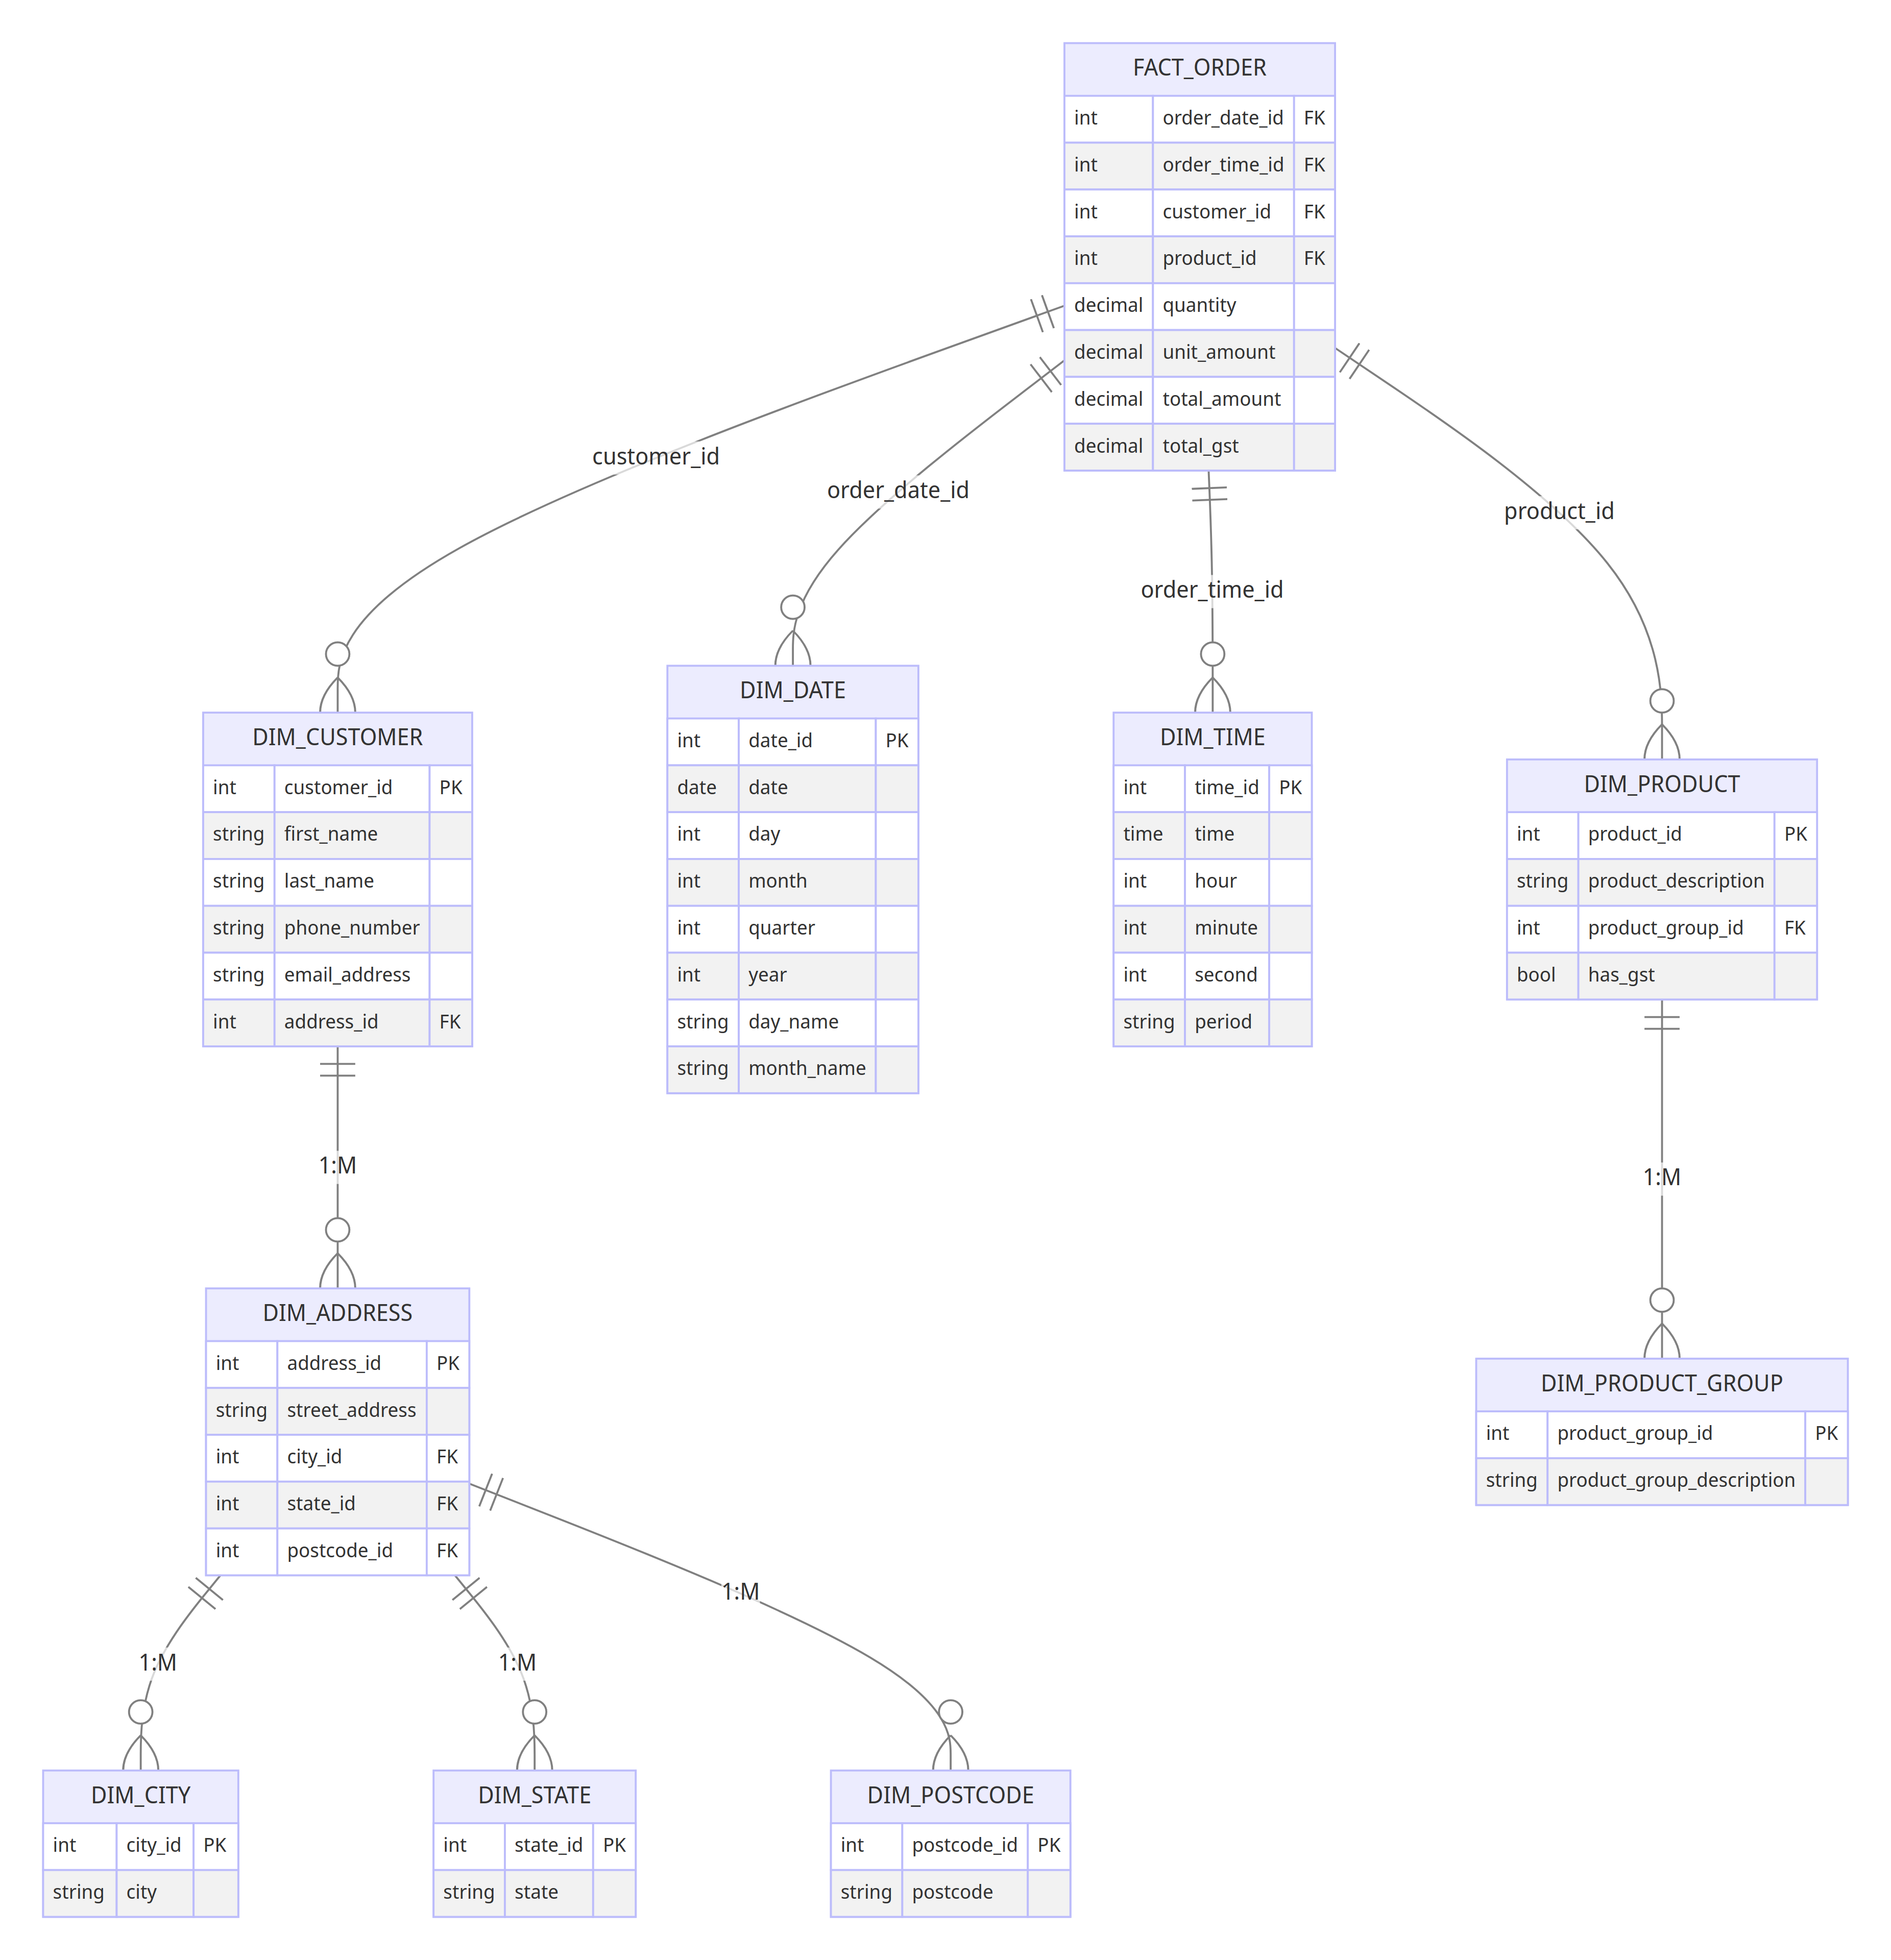 FACT_ORDER
int order_date_id FK
int order_time_id FK
int customer_id FK
int product_id FK
decimal quantity
decimal unit_amount
decimal total_amount
decimal total_gst
customer_id
order_date_id
product_id
order_time_id
DIM_CUSTOMER
int customer_id PK
string first_name
string last_name
string phone_number
string email_address
int address_id FK
DIM_DATE
int date_id PK
date date
int day
int month
int quarter
int year
string day_name
string month_name
DIM_TIME
int time_id PK
time time
int hour
int minute
int second
string period
DIM_PRODUCT
int product_id PK
string product_description
int product_group_id FK
bool has_gst
1:M
1:M
DIM_ADDRESS
int address_id PK
string street_address
int city_id FK
int state_id FK
int postcode_id FK
DIM_PRODUCT_GROUP
int product_group_id PK
string product_group_description
1:M
1:M
1:M
DIM_CITY
int city_id PK
string city
DIM_STATE
int state_id PK
string state
DIM_POSTCODE
int postcode_id PK
string postcode